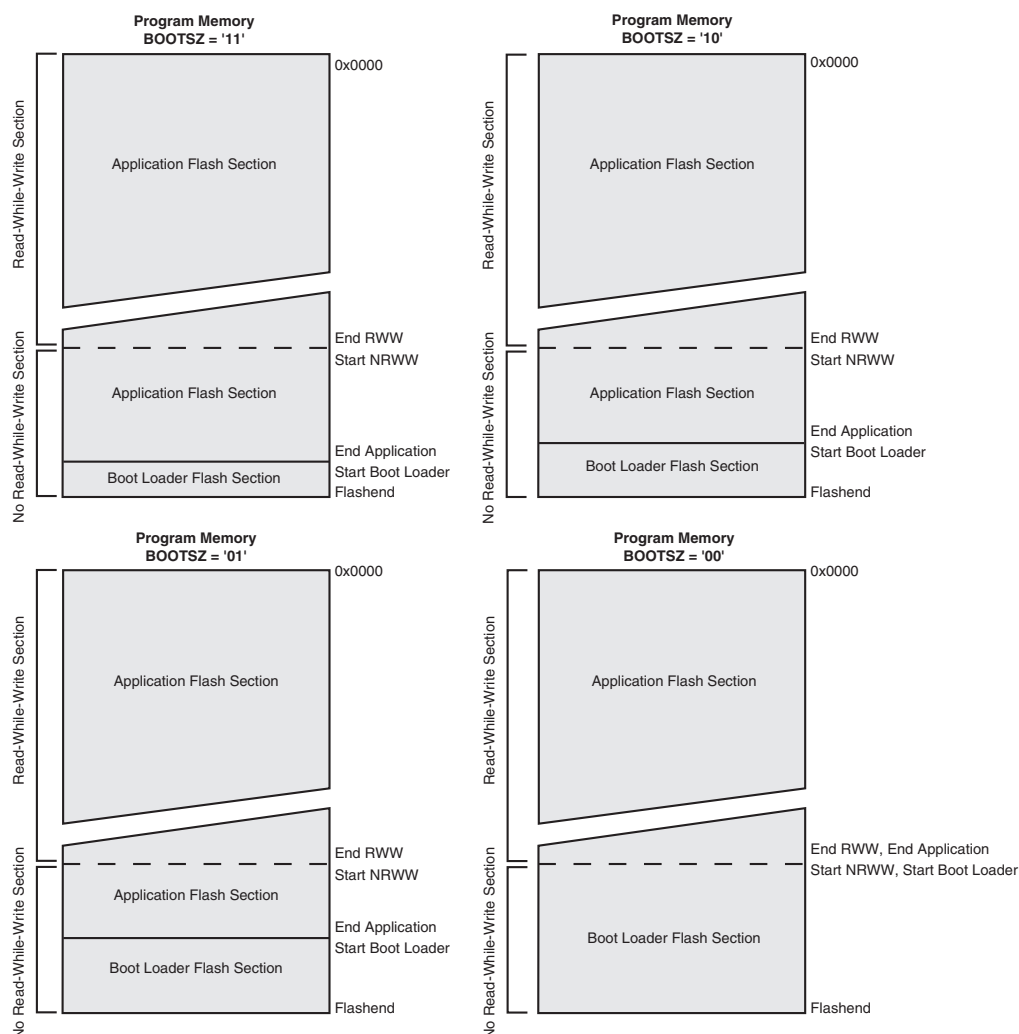 Program Memory
BOOTSZ = '11'
0x0000
Read-While-Write Section
Application Flash Section
End RWW
Start NRWW
No Read-While-Write Section
Application Flash Section
End Application
Start Boot Loader
Boot Loader Flash Section
Flashend
Program Memory
BOOTSZ = '10'
0x0000
Read-While-Write Section
Application Flash Section
End RWW
Start NRWW
No Read-While-Write Section
Application Flash Section
End Application
Start Boot Loader
Boot Loader Flash Section
Flashend
Program Memory
BOOTSZ = '01'
0x0000
Read-While-Write Section
Application Flash Section
End RWW
Start NRWW
No Read-While-Write Section
Application Flash Section
End Application
Start Boot Loader
Boot Loader Flash Section
Flashend
Program Memory
BOOTSZ = '00'
0x0000
Read-While-Write Section
Application Flash Section
End RWW, End Application
Start NRWW, Start Boot Loader
No Read-While-Write Section
Boot Loader Flash Section
Flashend